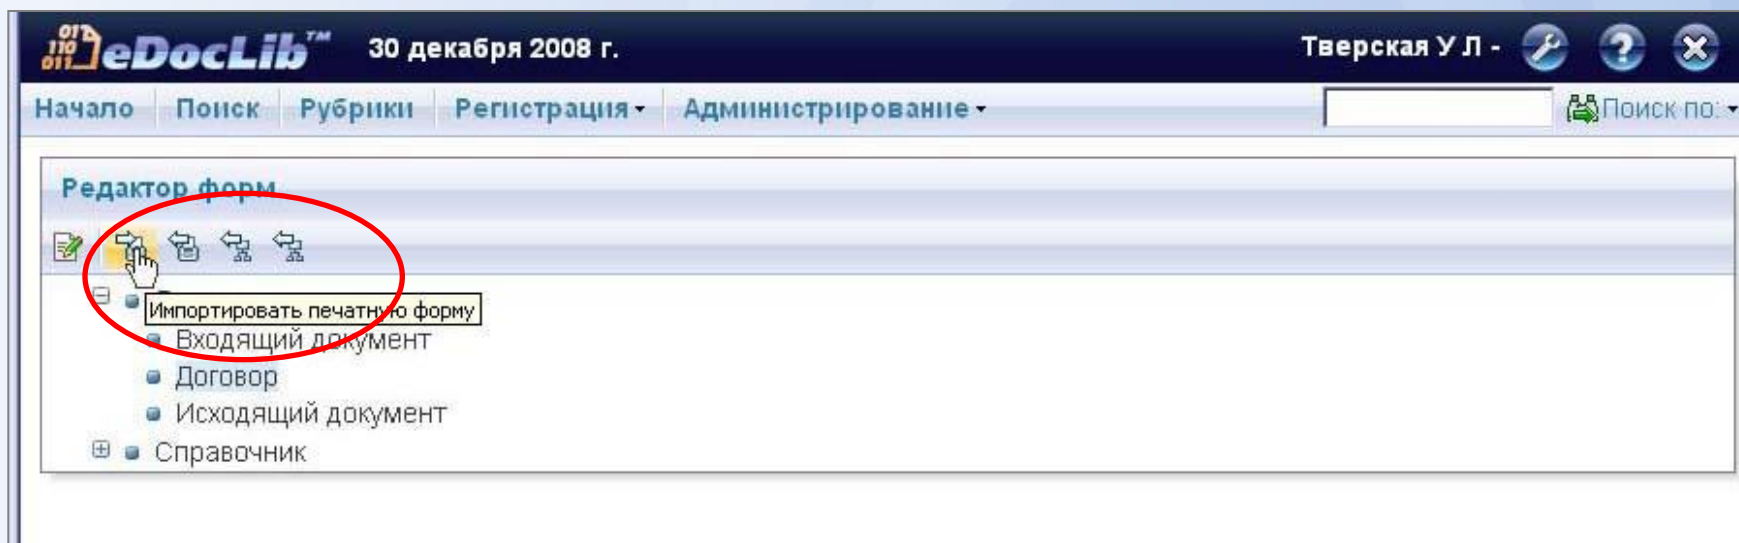 eDocLib™ 30 декабря 2008 г. Тверская У Л -
Начало Поиск Рубрики Регистрация Администрирование Поиск по:
Редактор форм
Импортировать печатную форму
Входящий документ
Договор
Исходящий документ
Справочник